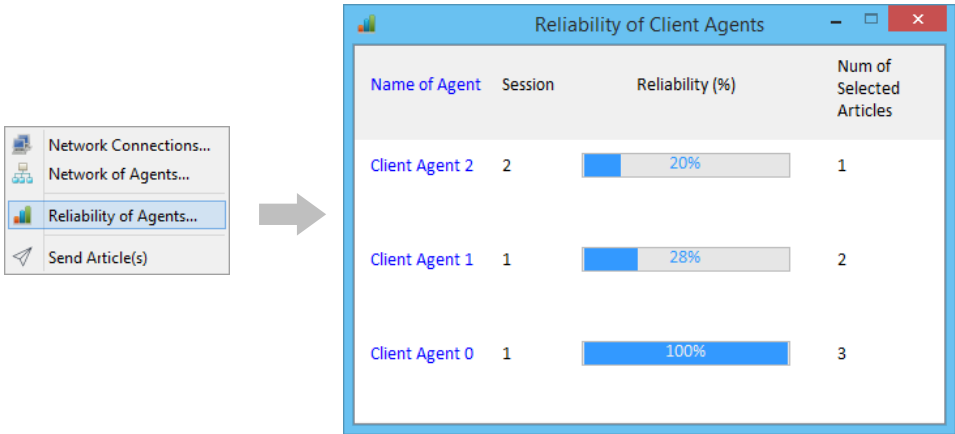 Network Connections...
Network of Agents...
Reliability of Agents...
Send Article(s)
Reliability of Client Agents
Name of Agent Session Reliability (%) Num of
Selected
Articles
Client Agent 2 2 20% 1
Client Agent 1 1 28% 2
Client Agent 0 1 100% 3